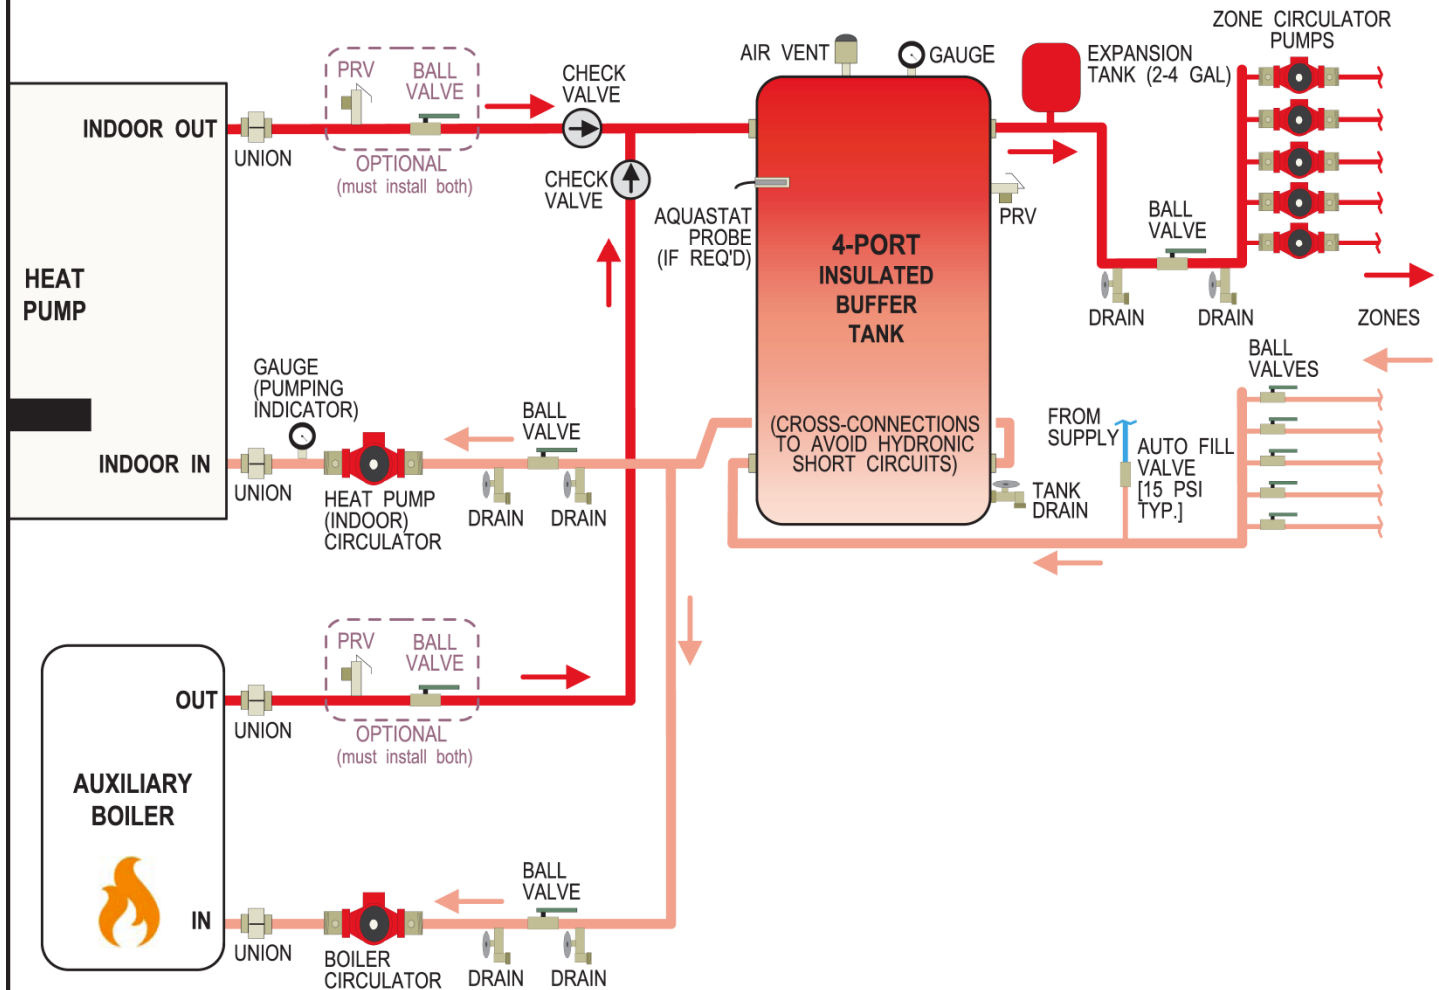 ZONE CIRCULATOR
PUMPS
AIR VENT
GAUGE
EXPANSION
TANK (2-4 GAL)
PRV
BALL
VALVE
CHECK
VALVE
INDOOR OUT
UNION
OPTIONAL
(must install both)
CHECK
VALVE
AQUASTAT
PROBE
(IF REQ'D)
PRV
BALL
VALVE
4-PORT
INSULATED
BUFFER
TANK
HEAT
PUMP
DRAIN
DRAIN
ZONES
BALL
VALVES
GAUGE
(PUMPING
INDICATOR)
BALL
VALVE
(CROSS-CONNECTIONS
TO AVOID HYDRONIC
SHORT CIRCUITS)
FROM
SUPPLY
AUTO FILL
VALVE
[15 PSI
TYP.]
INDOOR IN
UNION
HEAT PUMP
(INDOOR)
CIRCULATOR
DRAIN
DRAIN
TANK
DRAIN
PRV
BALL
VALVE
OUT
UNION
OPTIONAL
(must install both)
AUXILIARY
BOILER
BALL
VALVE
IN
UNION
BOILER
CIRCULATOR
DRAIN
DRAIN